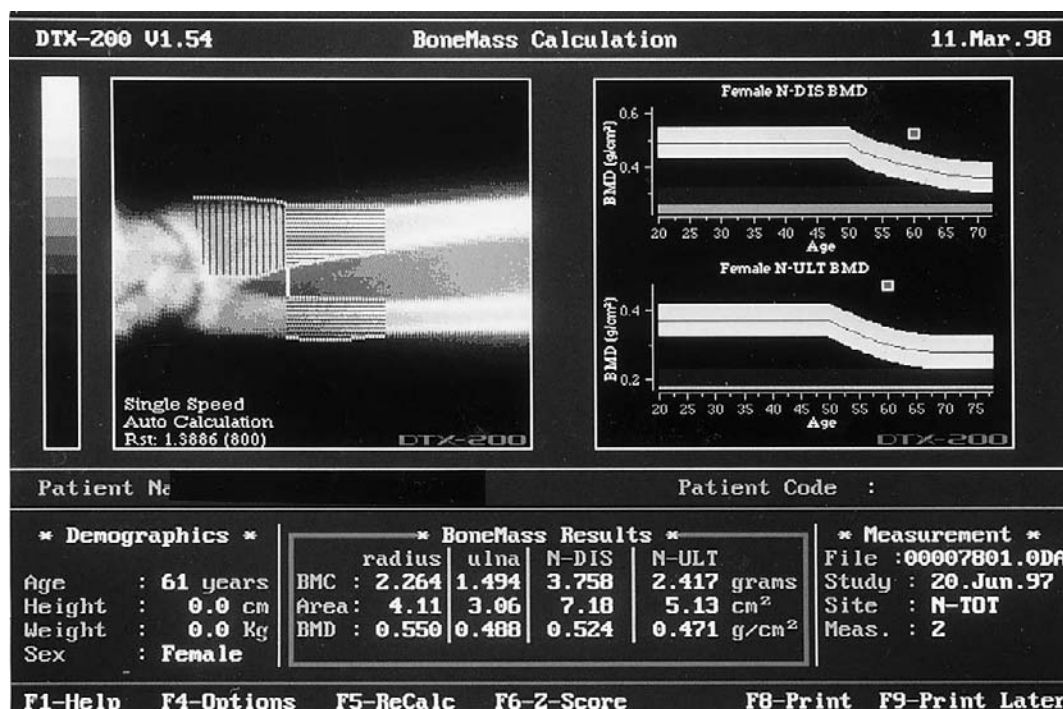 DTX-200 V1.54 BoneMass Calculation 11.Mar.98
Female N-DIS BMD
BMD (g/cm²)
0.6
0.4
20 25 30 35 40 45 50 55 60 65 70
Age
Female N-ULT BMD
BMD (g/cm²)
0.4
0.2
20 25 30 35 40 45 50 55 60 65 70 75
Age
DTX-200
Single Speed
Auto Calculation
Rst: 1.3886 (800)
DTX-200
Patient Na Patient Code :
* Demographics *
Age : 61 years
Height : 0.0 cm
Weight : 0.0 Kg
Sex : Female
* BoneMass Results *
radius ulna N-DIS N-ULT
BMC : 2.264 1.494 3.758 2.417 grams
Area: 4.11 3.06 7.18 5.13 cm²
BMD : 0.550 0.488 0.524 0.471 g/cm²
* Measurement *
File :00007801.0DA
Study : 20.Jun.97
Site : N-TOT
Meas. : 2
F1-Help F4-Options F5-ReCalc F6-Z-Score F8-Print F9-Print Later